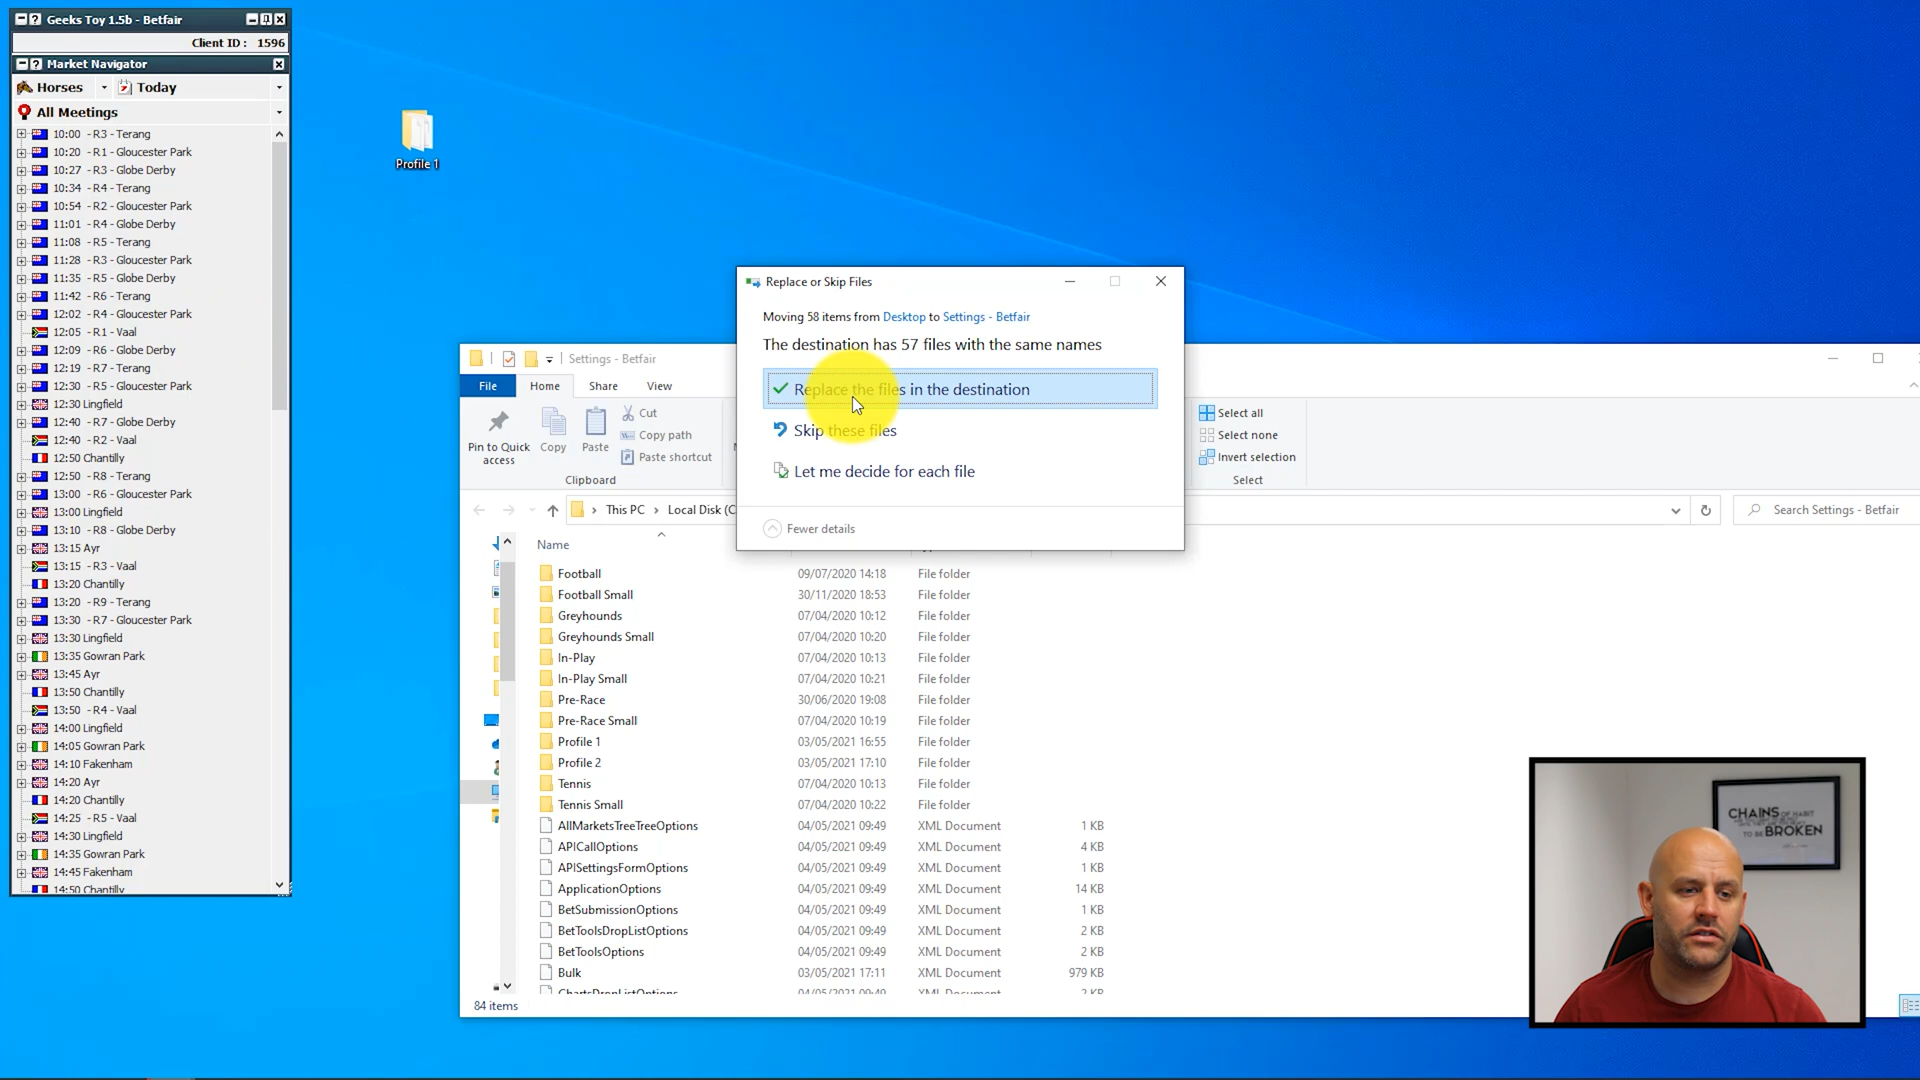 Geeks Toy 1.5b - Betfair
Client ID : 1596
Market Navigator
Horses
Today
All Meetings
10:00 - R3 - Terang
10:20 - R1 - Gloucester Park
10:27 - R3 - Globe Derby
10:34 - R4 - Terang
10:54 - R2 - Gloucester Park
11:01 - R4 - Globe Derby
11:08 - R5 - Terang
11:28 - R3 - Gloucester Park
11:35 - R5 - Globe Derby
11:42 - R6 - Terang
12:02 - R4 - Gloucester Park
12:05 - R1 - Vaal
12:09 - R6 - Globe Derby
12:19 - R7 - Terang
12:30 - R5 - Gloucester Park
12:30 Lingfield
12:40 - R7 - Globe Derby
12:40 - R2 - Vaal
12:50 Chantilly
12:50 - R8 - Terang
13:00 - R6 - Gloucester Park
13:00 Lingfield
13:10 - R8 - Globe Derby
13:15 Ayr
13:15 - R3 - Vaal
13:20 Chantilly
13:20 - R9 - Terang
13:30 - R7 - Gloucester Park
13:30 Lingfield
13:35 Gowran Park
13:45 Ayr
13:50 Chantilly
13:50 - R4 - Vaal
14:00 Lingfield
14:05 Gowran Park
14:10 Fakenham
14:20 Ayr
14:20 Chantilly
14:25 - R5 - Vaal
14:30 Lingfield
14:35 Gowran Park
14:45 Fakenham
14:50 Chantilly
Profile 1
Replace or Skip Files
Moving 58 items from Desktop to Settings - Betfair
The destination has 57 files with the same names
Replace the files in the destination
Skip these files
Let me decide for each file
Fewer details
Settings - Betfair
File Home Share View
Pin to Quick access
Copy
Paste
Cut
Copy path
Paste shortcut
Clipboard
Select all
Select none
Invert selection
Select
This PC › Local Disk (C
Search Settings - Betfair
Name
Football 09/07/2020 14:18 File folder
Football Small 30/11/2020 18:53 File folder
Greyhounds 07/04/2020 10:12 File folder
Greyhounds Small 07/04/2020 10:20 File folder
In-Play 07/04/2020 10:13 File folder
In-Play Small 07/04/2020 10:21 File folder
Pre-Race 30/06/2020 19:08 File folder
Pre-Race Small 07/04/2020 10:19 File folder
Profile 1 03/05/2021 16:55 File folder
Profile 2 03/05/2021 17:10 File folder
Tennis 07/04/2020 10:13 File folder
Tennis Small 07/04/2020 10:22 File folder
AllMarketsTreeTreeOptions 04/05/2021 09:49 XML Document 1 KB
APICallOptions 04/05/2021 09:49 XML Document 4 KB
APISettingsFormOptions 04/05/2021 09:49 XML Document 1 KB
ApplicationOptions 04/05/2021 09:49 XML Document 14 KB
BetSubmissionOptions 04/05/2021 09:49 XML Document 1 KB
BetToolsDropListOptions 04/05/2021 09:49 XML Document 2 KB
BetToolsOptions 04/05/2021 09:49 XML Document 2 KB
Bulk 03/05/2021 17:11 XML Document 979 KB
ChartsDropListOptions 04/05/2021 09:49 XML Document 2 KB
84 items
CHAINS OF HABIT
TO BE BROKEN